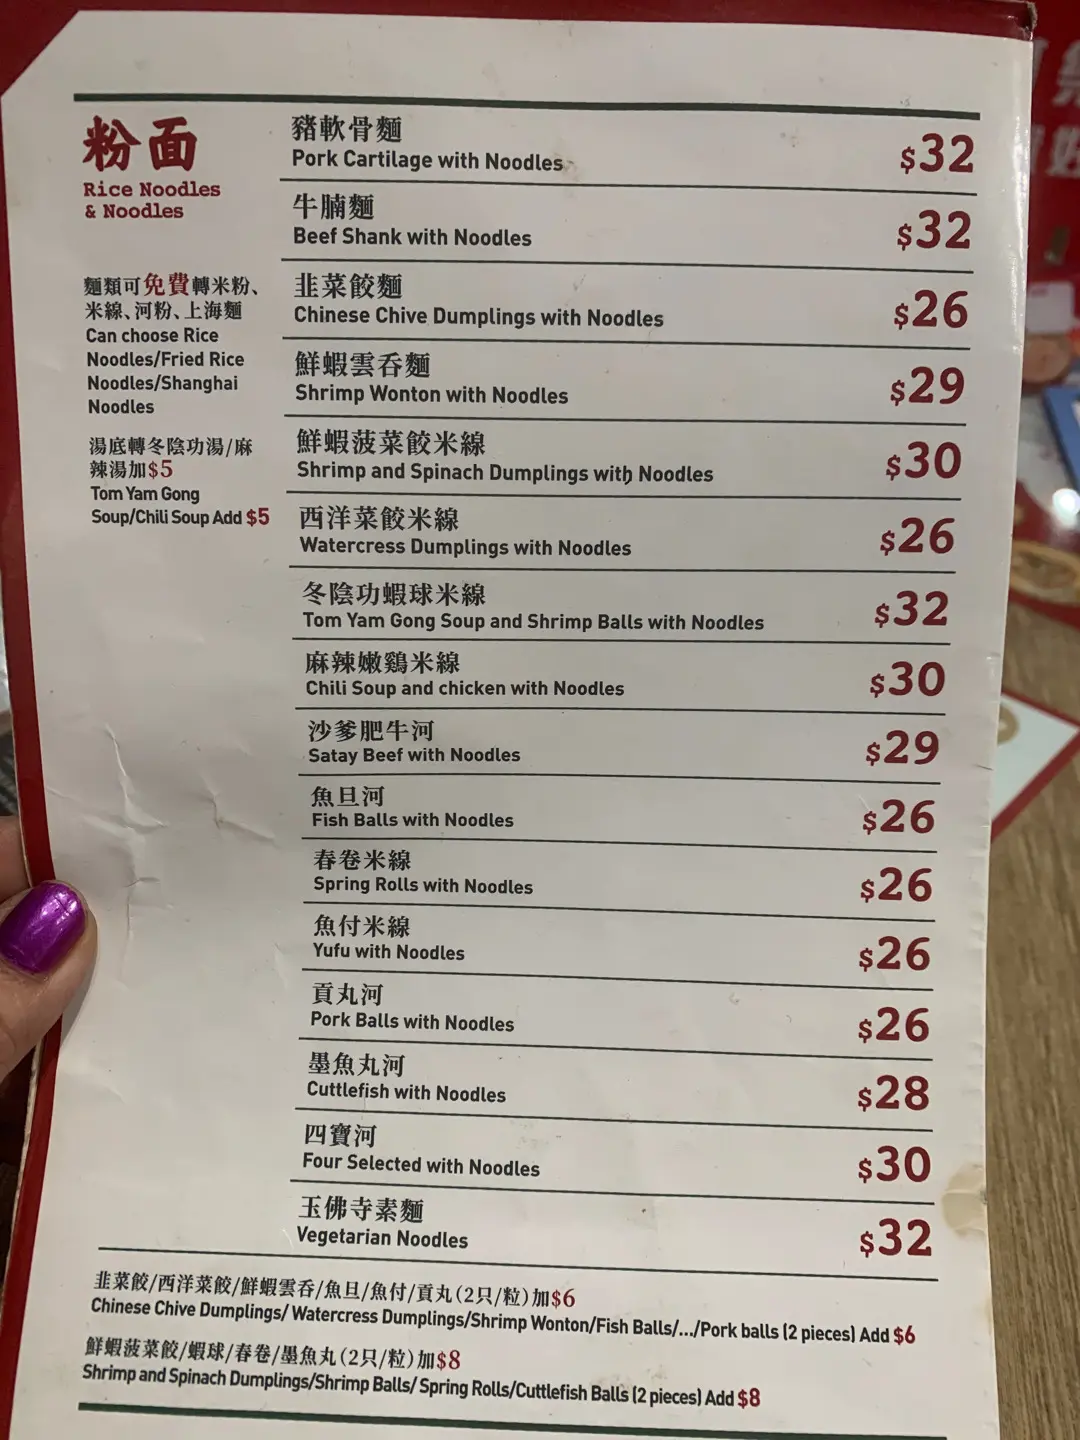 粉面
Rice Noodles
& Noodles
麵類可免費轉米粉、
米線、河粉、上海麵
Can choose Rice
Noodles/Fried Rice
Noodles/Shanghai
Noodles
湯底轉冬陰功湯/麻
辣湯加$5
Tom Yam Gong
Soup/Chili Soup Add $5
豬軟骨麵
Pork Cartilage with Noodles
$32
牛腩麵
Beef Shank with Noodles
$32
韭菜餃麵
Chinese Chive Dumplings with Noodles
$26
鮮蝦雲吞麵
Shrimp Wonton with Noodles
$29
鮮蝦菠菜餃米線
Shrimp and Spinach Dumplings with Noodles
$30
西洋菜餃米線
Watercress Dumplings with Noodles
$26
冬陰功蝦球米線
Tom Yam Gong Soup and Shrimp Balls with Noodles
$32
麻辣嫩鷄米線
Chili Soup and chicken with Noodles
$30
沙爹肥牛河
Satay Beef with Noodles
$29
魚旦河
Fish Balls with Noodles
$26
春卷米線
Spring Rolls with Noodles
$26
魚付米線
Yufu with Noodles
$26
貢丸河
Pork Balls with Noodles
$26
墨魚丸河
Cuttlefish with Noodles
$28
四寶河
Four Selected with Noodles
$30
玉佛寺素麵
Vegetarian Noodles
$32
韭菜餃/西洋菜餃/鮮蝦雲吞/魚旦/魚付/貢丸(2只/粒)加$6
Chinese Chive Dumplings/ Watercress Dumplings/Shrimp Wonton/Fish Balls/.../Pork balls (2 pieces) Add $6
鮮蝦菠菜餃/蝦球/春卷/墨魚丸(2只/粒)加$8
Shrimp and Spinach Dumplings/Shrimp Balls/ Spring Rolls/Cuttlefish Balls (2 pieces) Add $8